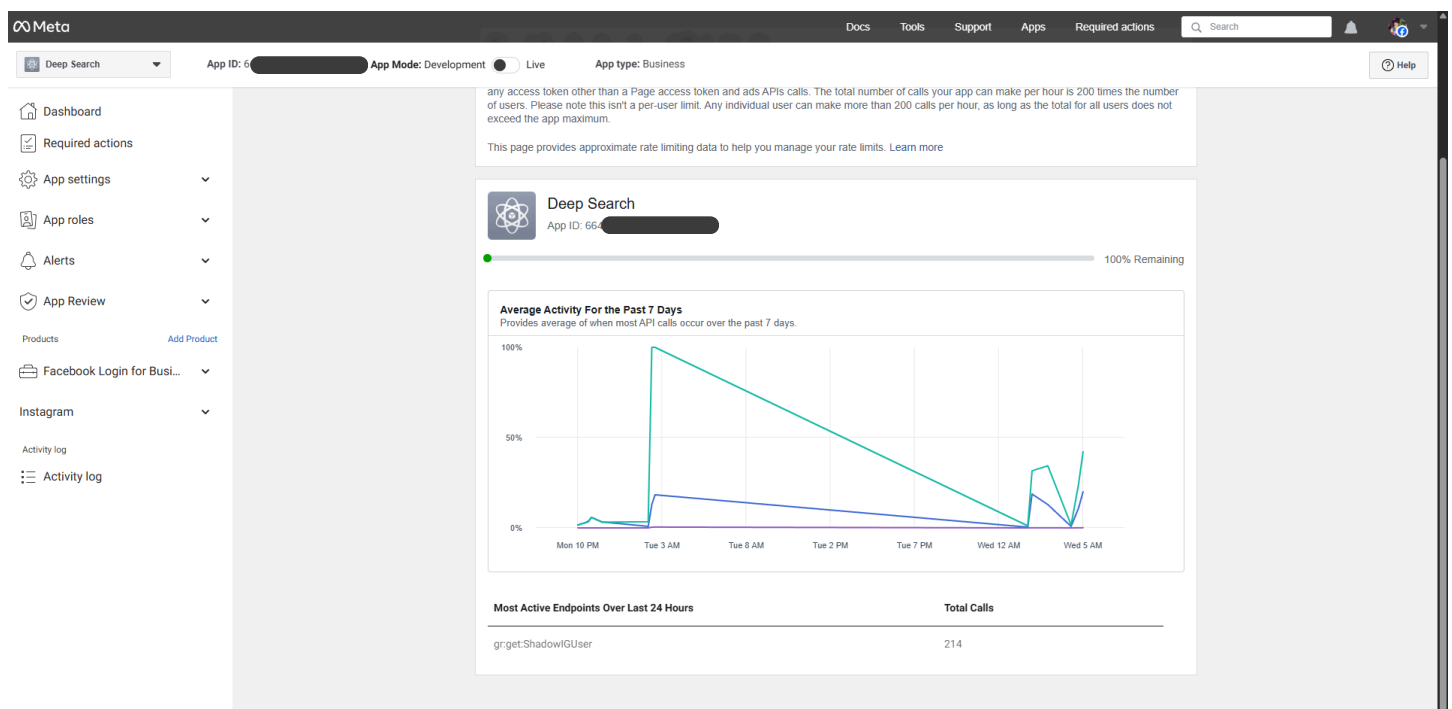 Meta
Docs Tools Support Apps Required actions Search
Deep Search App ID: 6 App Mode: Development Live App type: Business Help
Dashboard
Required actions
App settings
App roles
Alerts
App Review
Products Add Product
Facebook Login for Busi...
Instagram
Activity log
Activity log
any access token other than a Page access token and ads APIs calls. The total number of calls your app can make per hour is 200 times the number
of users. Please note this isn't a per-user limit. Any individual user can make more than 200 calls per hour, as long as the total for all users does not
exceed the app maximum.
This page provides approximate rate limiting data to help you manage your rate limits. Learn more
Deep Search
App ID: 664
100% Remaining
Average Activity For the Past 7 Days
Provides average of when most API calls occur over the past 7 days.
100%
50%
0%
Mon 10 PM Tue 3 AM Tue 8 AM Tue 2 PM Tue 7 PM Wed 12 AM Wed 5 AM
Most Active Endpoints Over Last 24 Hours Total Calls
gr:get:ShadowIGUser 214